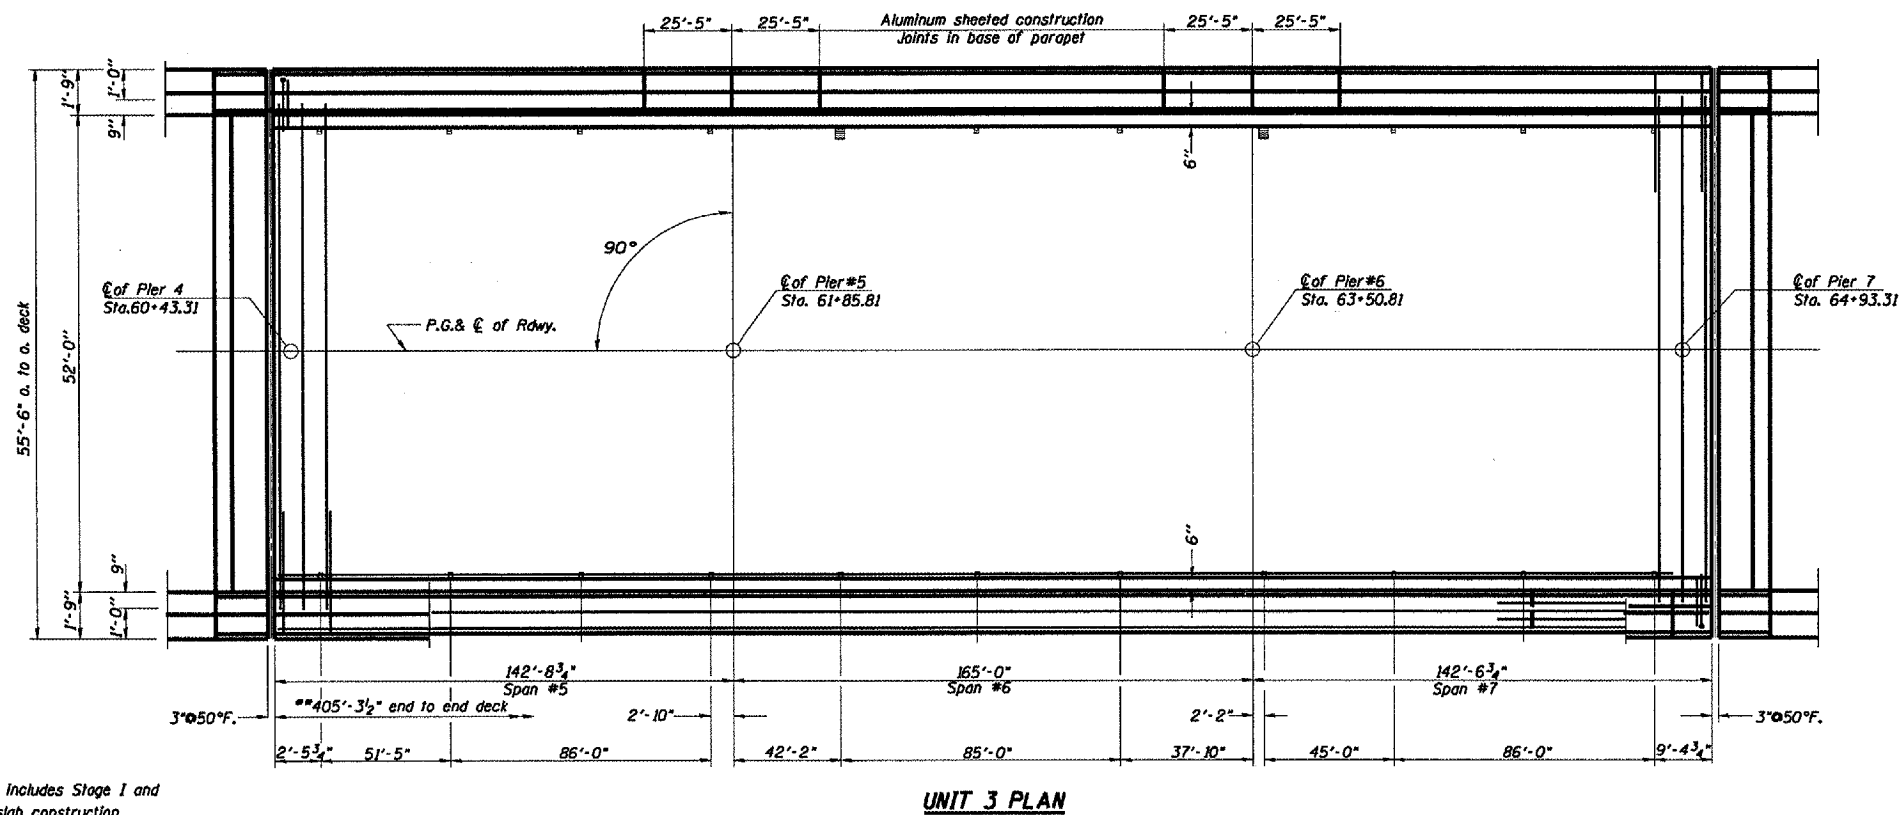 25'-5" 25'-5" Aluminum sheeted construction 25'-5" 25'-5"
Joints in base of parapet
1'-9" 1'-0"
9"
6"
90°
℄ of Pier 4
Sta.60+43.31
℄ of Pier #5
Sta. 61+85.81
℄ of Pier #6
Sta. 63+50.81
℄ of Pier 7
Sta. 64+93.31
P.G.& ℄ of Rdwy.
55'-6" o. to o. deck
52'-0"
6"
9"
1'-9" 1'-0"
142'-8¾" 165'-0" 142'-6¾"
Span #5 Span #6 Span #7
**405'-3½" end to end deck
3"@50°F. 2'-10" 2'-2" 3"@50°F.
2'-5¾" 51'-5" 86'-0" 42'-2" 85'-0" 37'-10" 45'-0" 86'-0" 9'-4¾"
includes Stage I and
slab construction
UNIT 3 PLAN